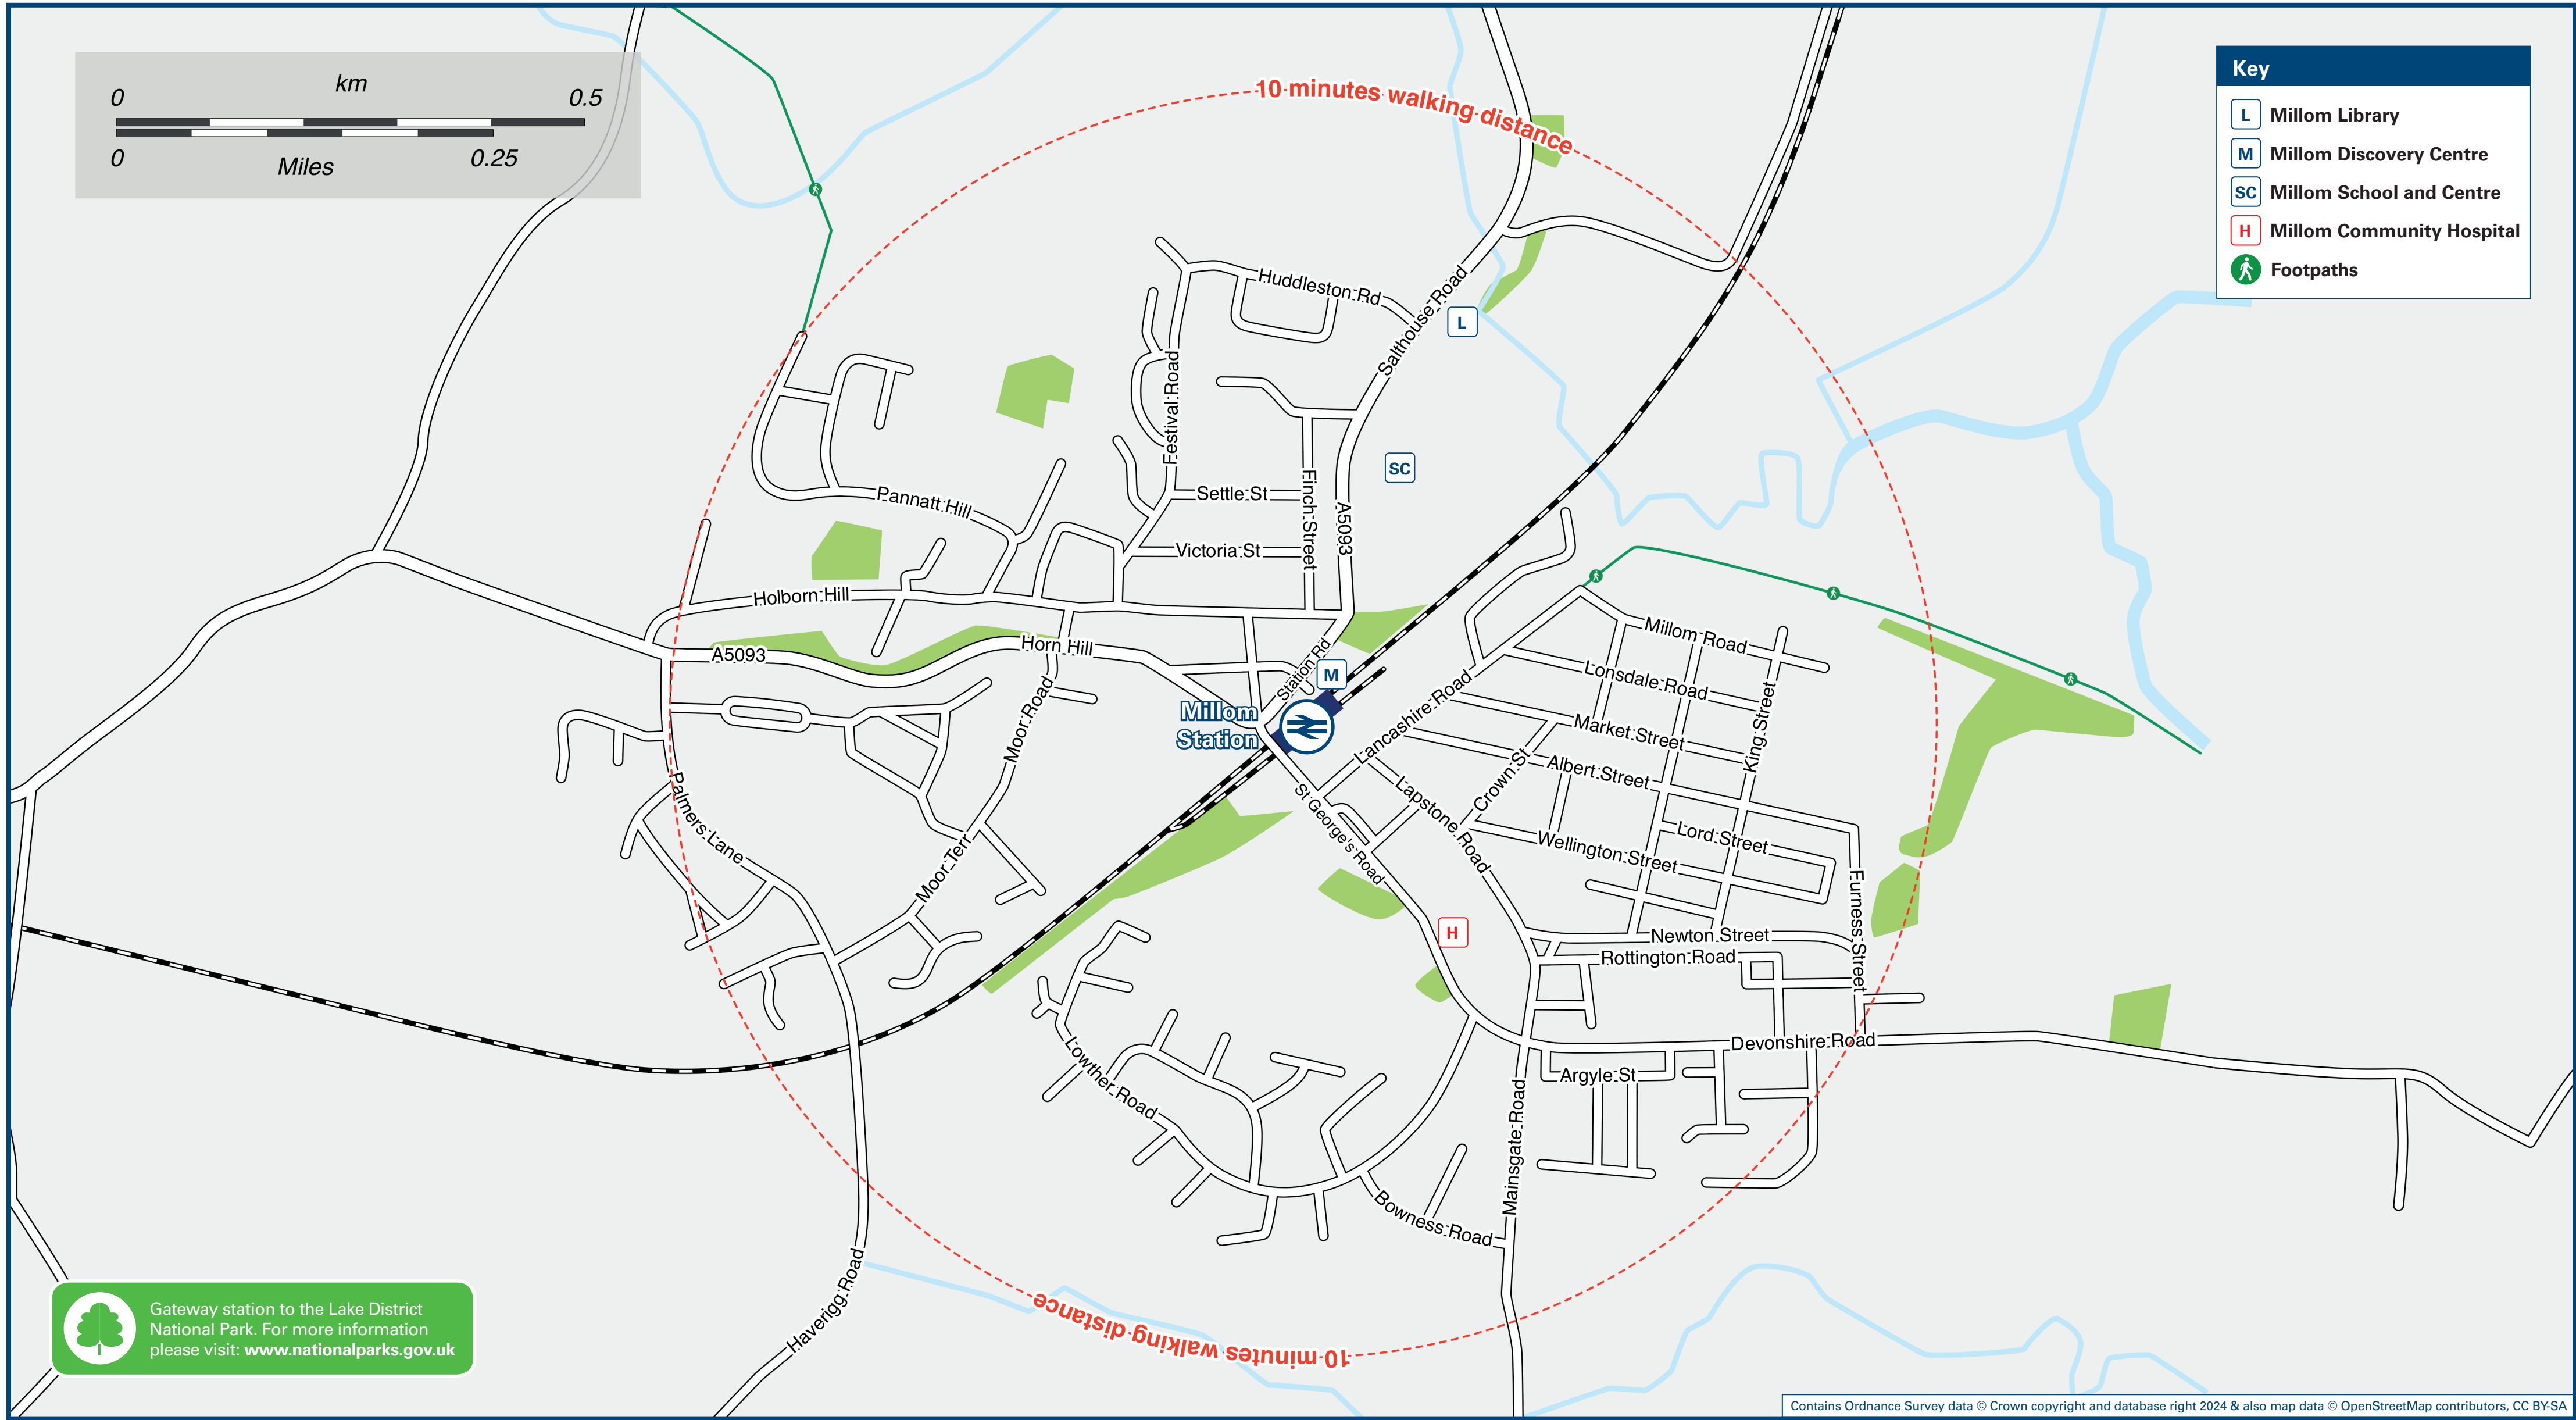 km
0 0.5
0 0.25
Miles
10 minutes walking distance
Key
L Millom Library
M Millom Discovery Centre
SC Millom School and Centre
H Millom Community Hospital
Footpaths
Huddleston Rd
Salthouse Road
L
Festival Road
SC
Pannatt Hill
Settle St
Finch Street
A5093
Victoria St
Holborn Hill
Horn Hill
A5093
Station Rd
M
Millom
Station
Moor Road
Millom Road
Lonsdale Road
Lancashire Road
Market Street
King Street
Albert Street
Crown St
Lapstone Road
St George's Road
Palmers Lane
Moor Terr
Lord Street
Wellington Street
Furness Street
H
Newton Street
Rottington Road
Devonshire Road
Argyle St
Lowther Road
Mainsgate Road
Bowness Road
Haverigg Road
10 minutes walking distance
Gateway station to the Lake District
National Park. For more information
please visit: www.nationalparks.gov.uk
Contains Ordnance Survey data © Crown copyright and database right 2024 & also map data © OpenStreetMap contributors, CC BY-SA